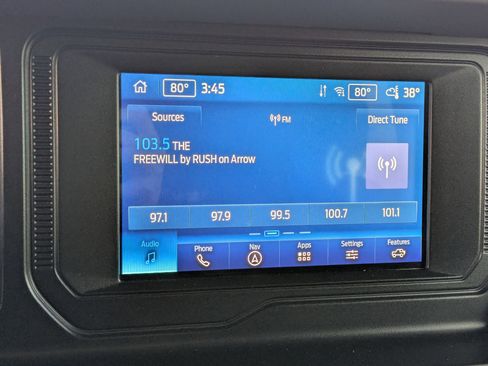 80° 3:45 80° 38°
Sources FM Direct Tune
103.5 THE
FREEWILL by RUSH on Arrow
97.1 97.9 99.5 100.7 101.1
Audio Phone Nav Apps Settings Features